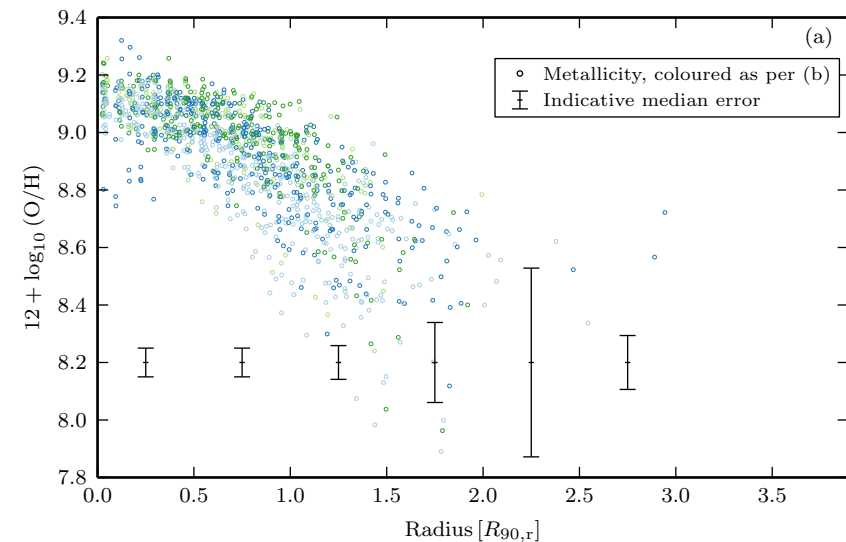 (a)
Metallicity, coloured as per (b)
Indicative median error
12 + log₁₀ (O/H)
9.4
9.2
9.0
8.8
8.6
8.4
8.2
8.0
7.8
0.0 0.5 1.0 1.5 2.0 2.5 3.0 3.5
Radius [R₉₀,ᵣ]